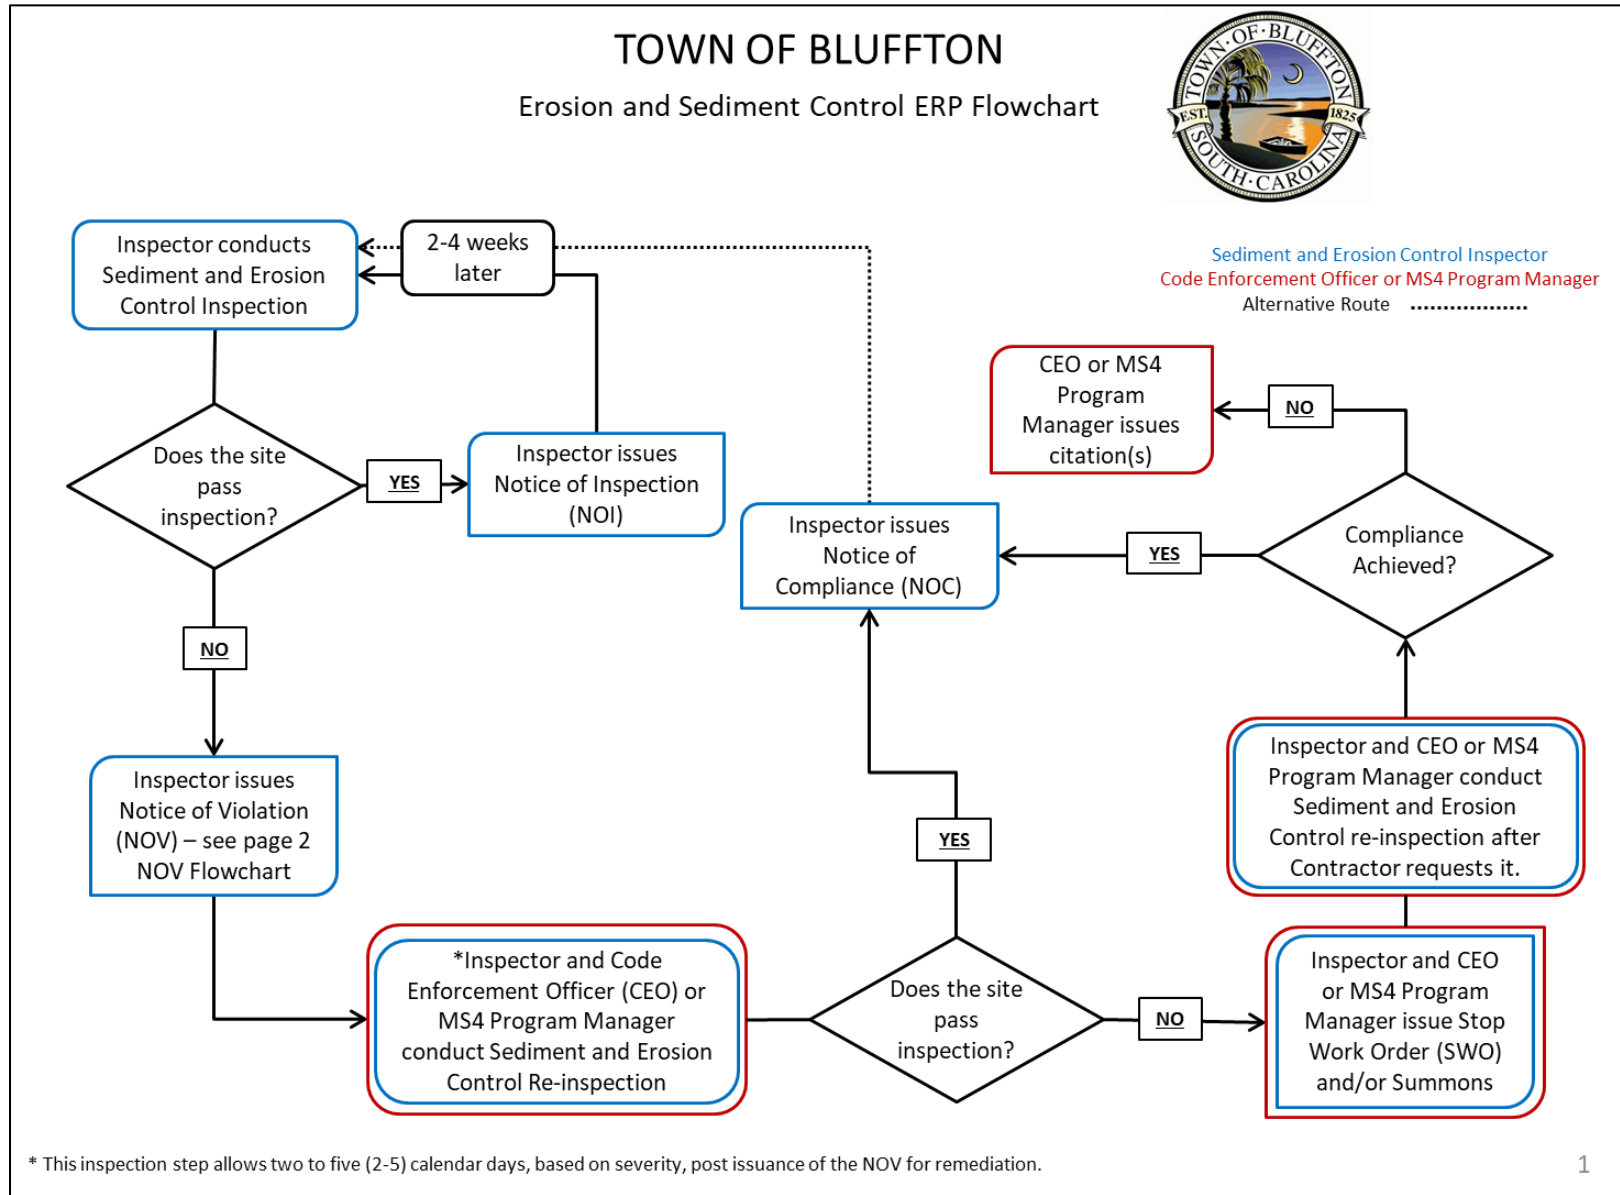 TOWN OF BLUFFTON
Erosion and Sediment Control ERP Flowchart
TOWN·OF·BLUFFTON
EST.
1825
SOUTH·CAROLINA
Sediment and Erosion Control Inspector
Code Enforcement Officer or MS4 Program Manager
Alternative Route
Inspector conducts
Sediment and Erosion
Control Inspection
2-4 weeks
later
Does the site
pass
inspection?
YES
Inspector issues
Notice of Inspection
(NOI)
NO
Inspector issues
Notice of Violation
(NOV) – see page 2
NOV Flowchart
*Inspector and Code
Enforcement Officer (CEO) or
MS4 Program Manager
conduct Sediment and Erosion
Control Re-inspection
Does the site
pass
inspection?
YES
Inspector issues
Notice of
Compliance (NOC)
NO
Inspector and CEO
or MS4 Program
Manager issue Stop
Work Order (SWO)
and/or Summons
Inspector and CEO or MS4
Program Manager conduct
Sediment and Erosion
Control re-inspection after
Contractor requests it.
Compliance
Achieved?
YES
NO
CEO or MS4
Program
Manager issues
citation(s)
* This inspection step allows two to five (2-5) calendar days, based on severity, post issuance of the NOV for remediation.
1